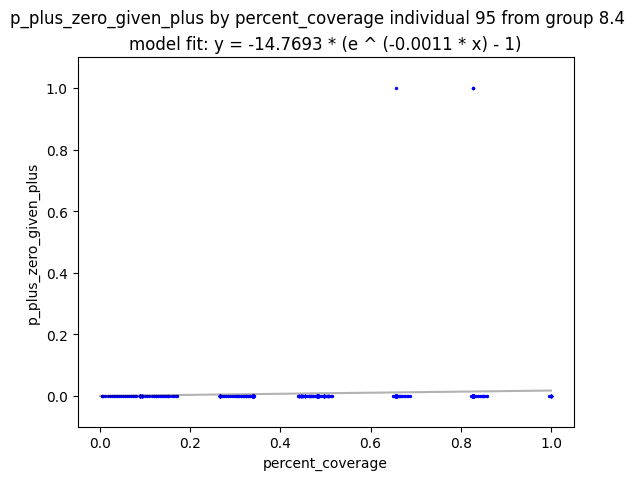 p_plus_zero_given_plus by percent_coverage individual 95 from group 8.4
model fit: y = -14.7693 * (e ^ (-0.0011 * x) - 1)
1.0
0.8
0.6
0.4
0.2
0.0
p_plus_zero_given_plus
0.0 0.2 0.4 0.6 0.8 1.0
percent_coverage